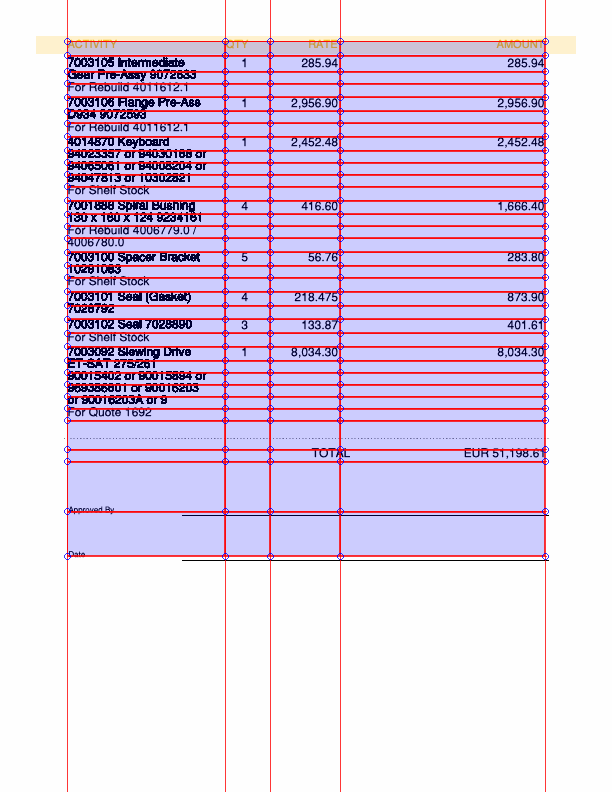 ACTIVITY QTY RATE AMOUNT
7003105 Intermediate 1 285.94 285.94
Gear Pre-Assy 9072633
For Rebuild 4011612.1
7003106 Flange Pre-Ass 1 2,956.90 2,956.90
D934 9072593
For Rebuild 4011612.1
4014870 Keyboard 1 2,452.48 2,452.48
94023357 or 94030168 or
94065061 or 94008204 or
94047813 or 10302821
For Shelf Stock
7001888 Spiral Bushing 4 416.60 1,666.40
130 x 160 x 124 9234161
For Rebuild 4006779.0 /
4006780.0
7003100 Spacer Bracket 5 56.76 283.80
10281083
For Shelf Stock
7003101 Seal (Gasket) 4 218.475 873.90
7026792
7003102 Seal 7028890 3 133.87 401.61
For Shelf Stock
7003092 Slewing Drive 1 8,034.30 8,034.30
ET-SAT 275/261
90015402 or 90015894 or
969386601 or 90016203
or 90016203A or 9
For Quote 1692
TOTAL EUR 51,198.61
Approved By
Date